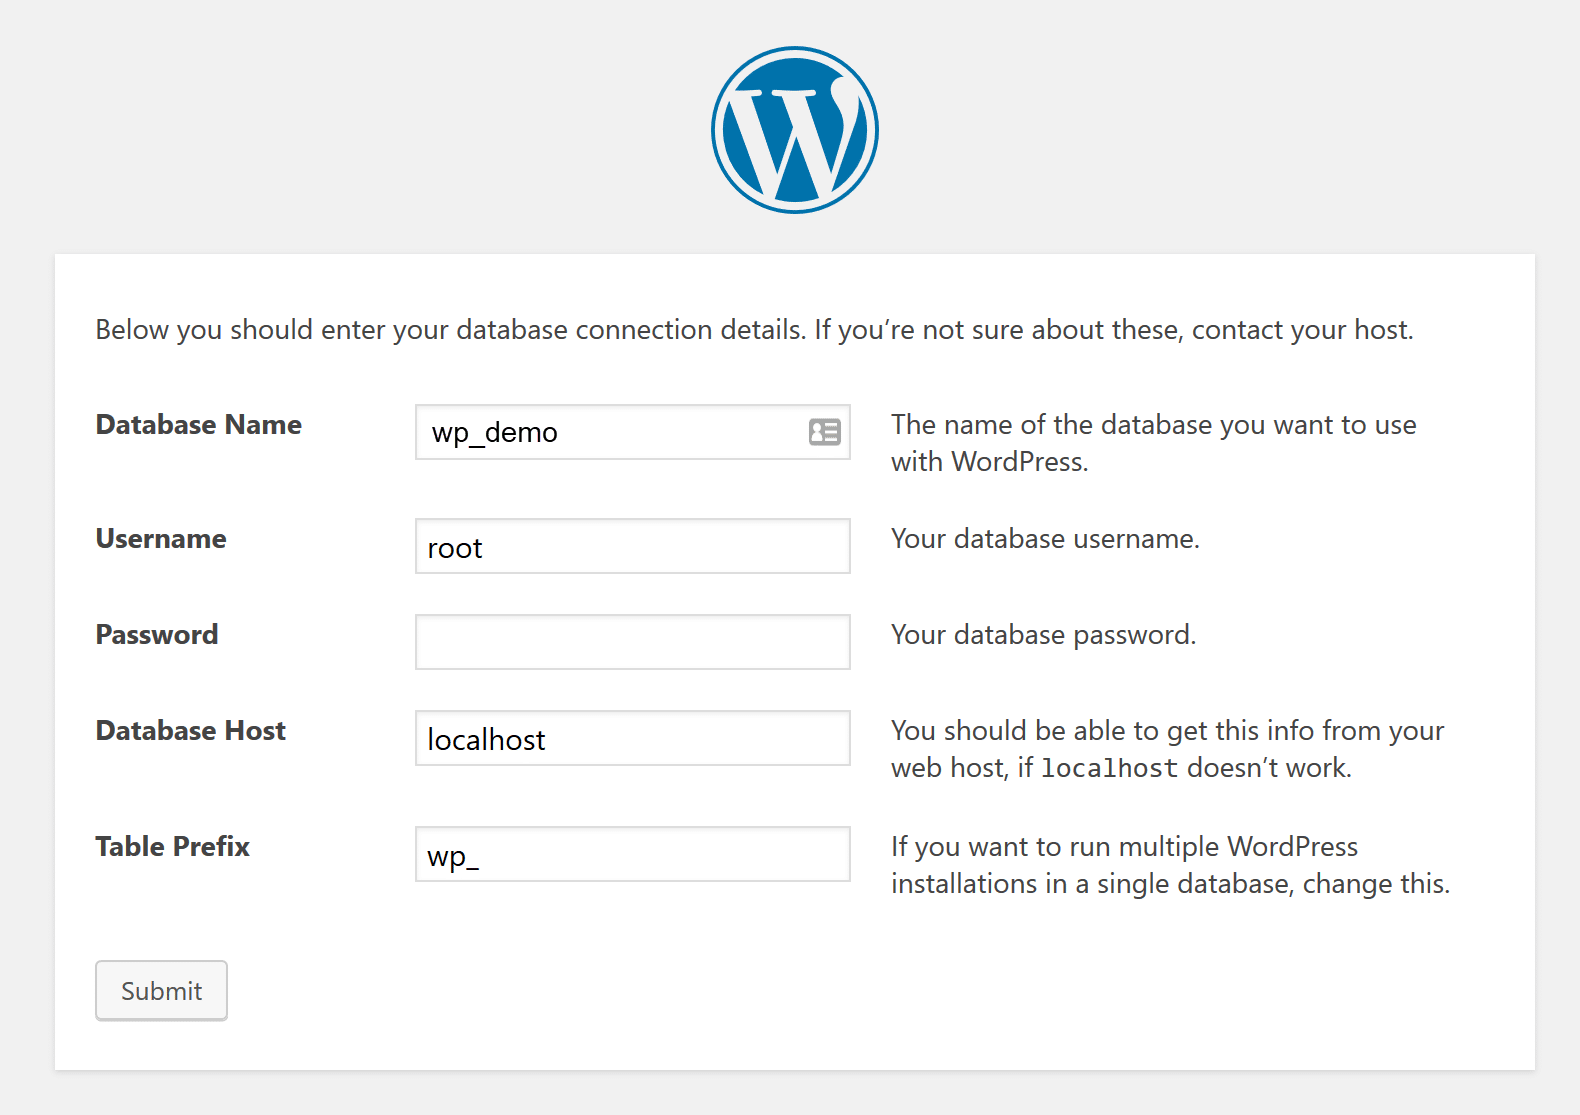 Below you should enter your database connection details. If you’re not sure about these, contact your host.
Database Name
wp_demo
The name of the database you want to use
with WordPress.
Username
root
Your database username.
Password
Your database password.
Database Host
localhost
You should be able to get this info from your
web host, if localhost doesn’t work.
Table Prefix
wp_
If you want to run multiple WordPress
installations in a single database, change this.
Submit